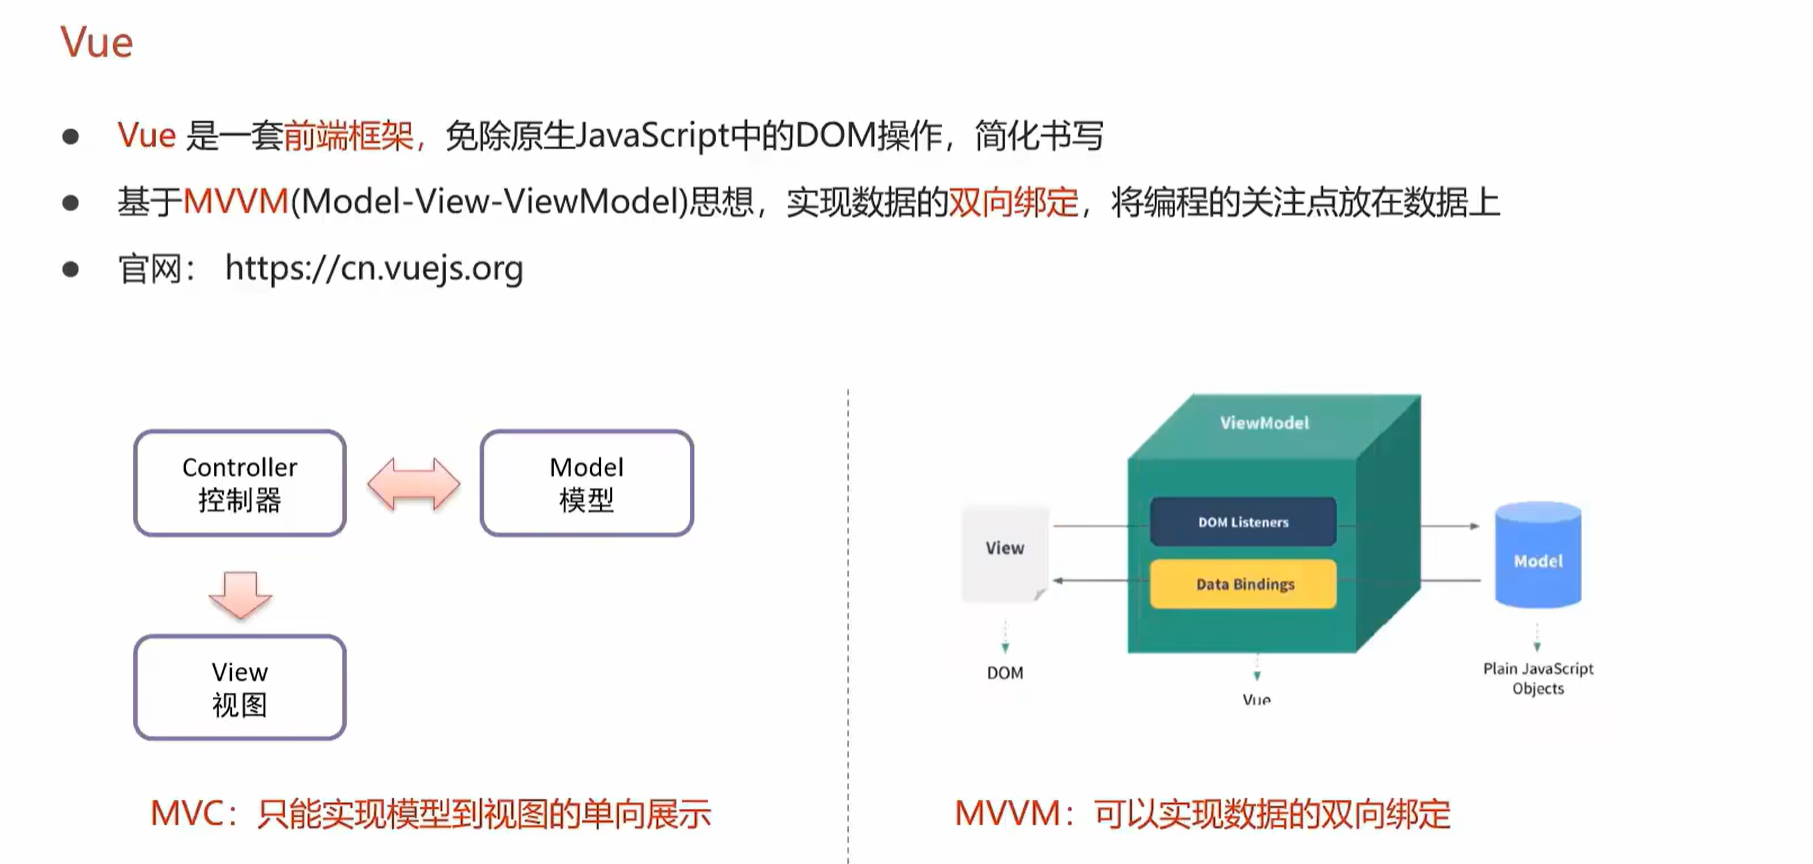 Vue
Vue 是一套前端框架，免除原生JavaScript中的DOM操作，简化书写
基于MVVM(Model-View-ViewModel)思想，实现数据的双向绑定，将编程的关注点放在数据上
官网： https://cn.vuejs.org
Controller
控制器
Model
模型
View
视图
MVC：只能实现模型到视图的单向展示
ViewModel
DOM Listeners
Data Bindings
View
Model
DOM
Vue
Plain JavaScript
Objects
MVVM：可以实现数据的双向绑定